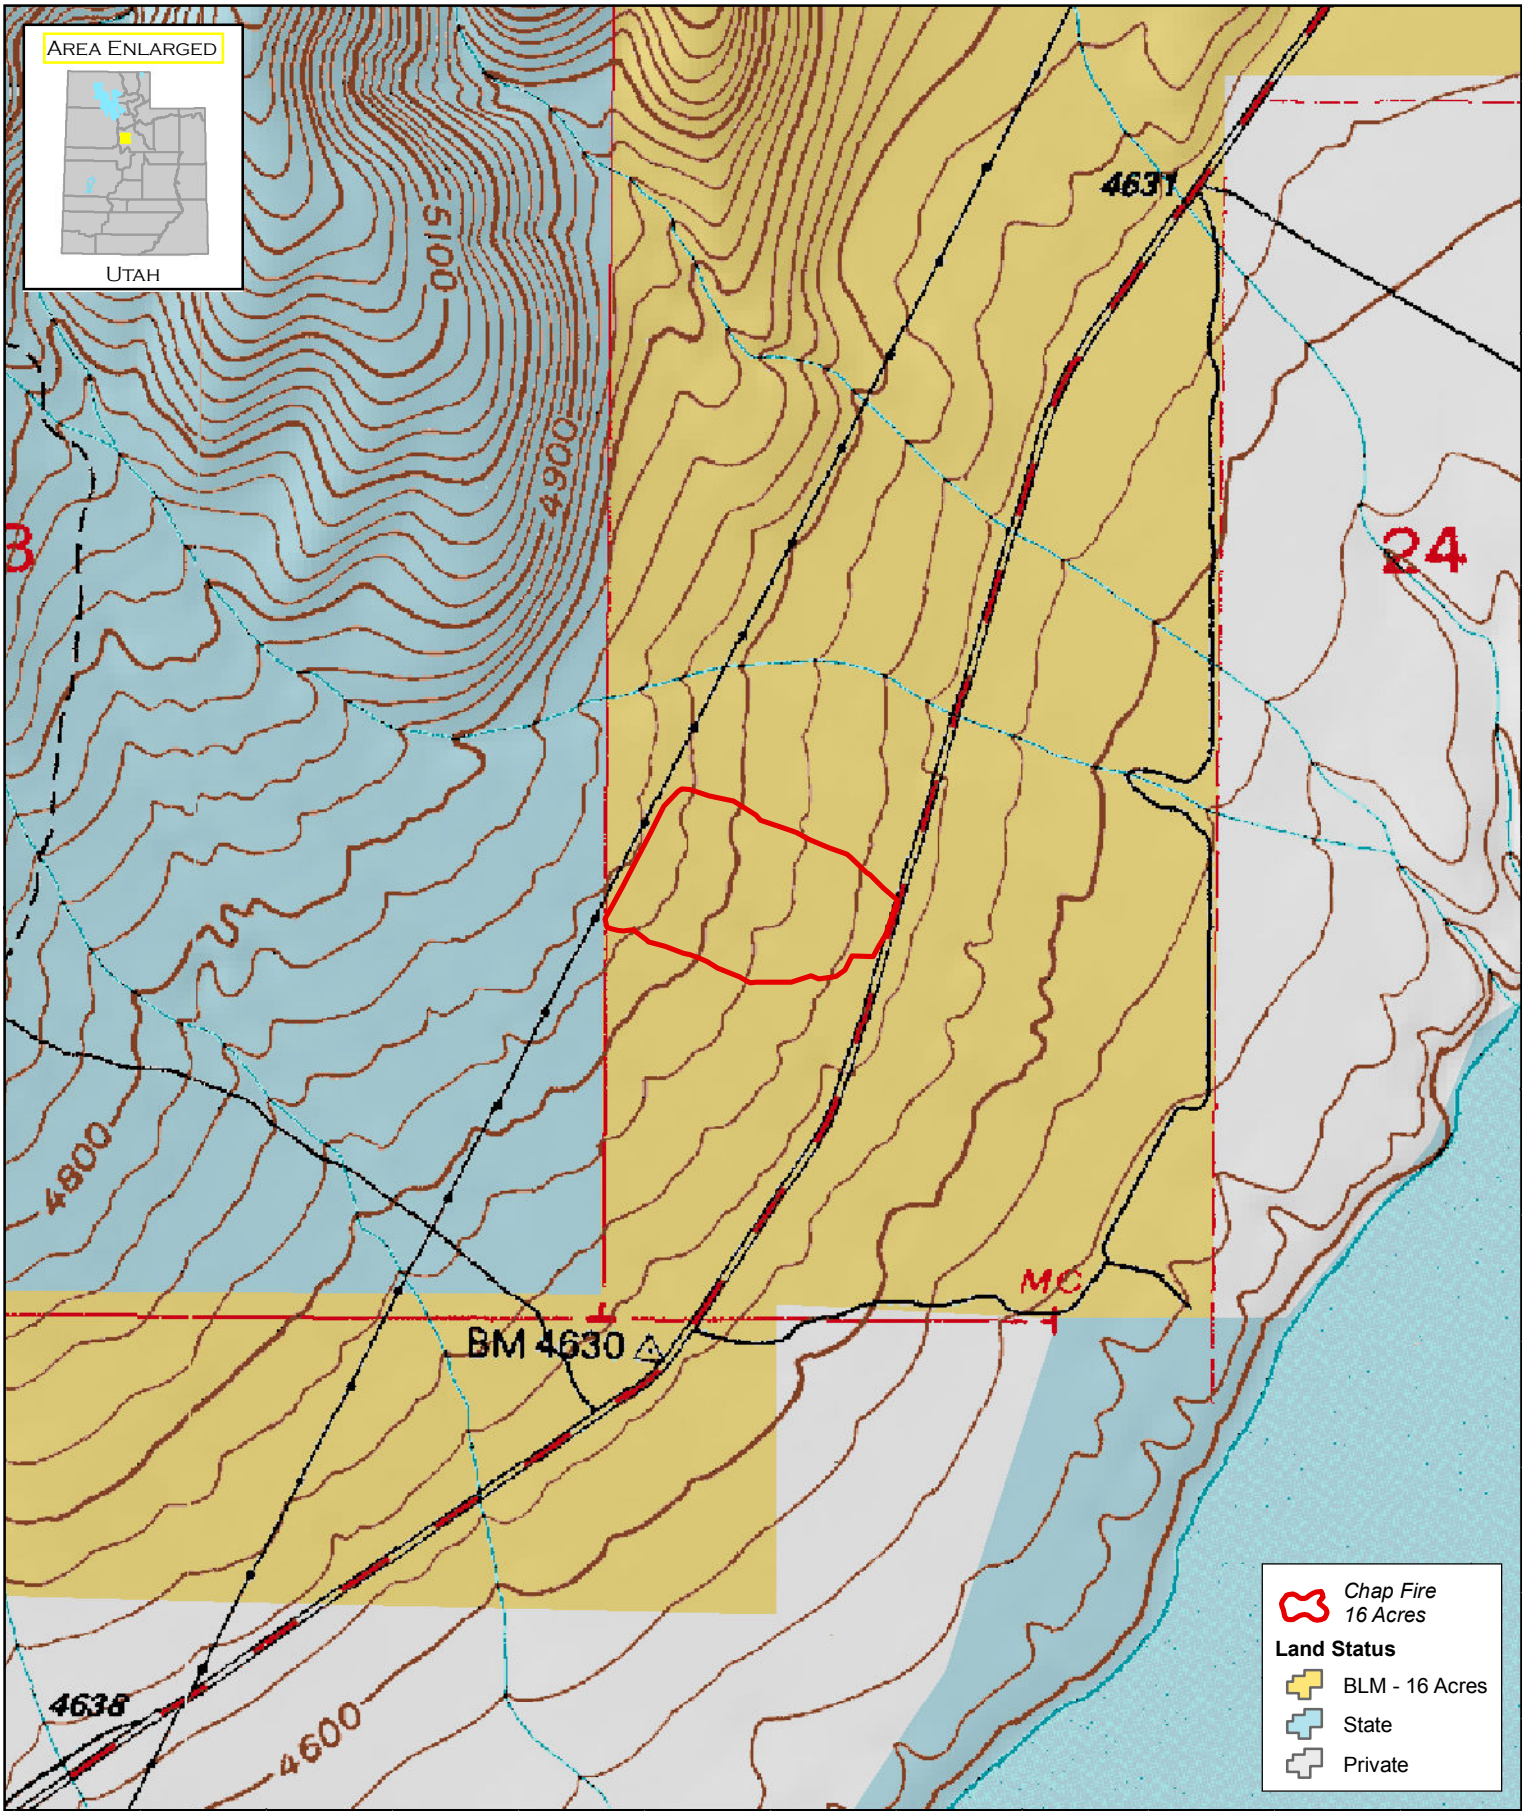 AREA ENLARGED
UTAH
5100
4631
4900
24
4800
MC
BM 4630
4638
4600
Chap Fire
16 Acres
Land Status
BLM - 16 Acres
State
Private